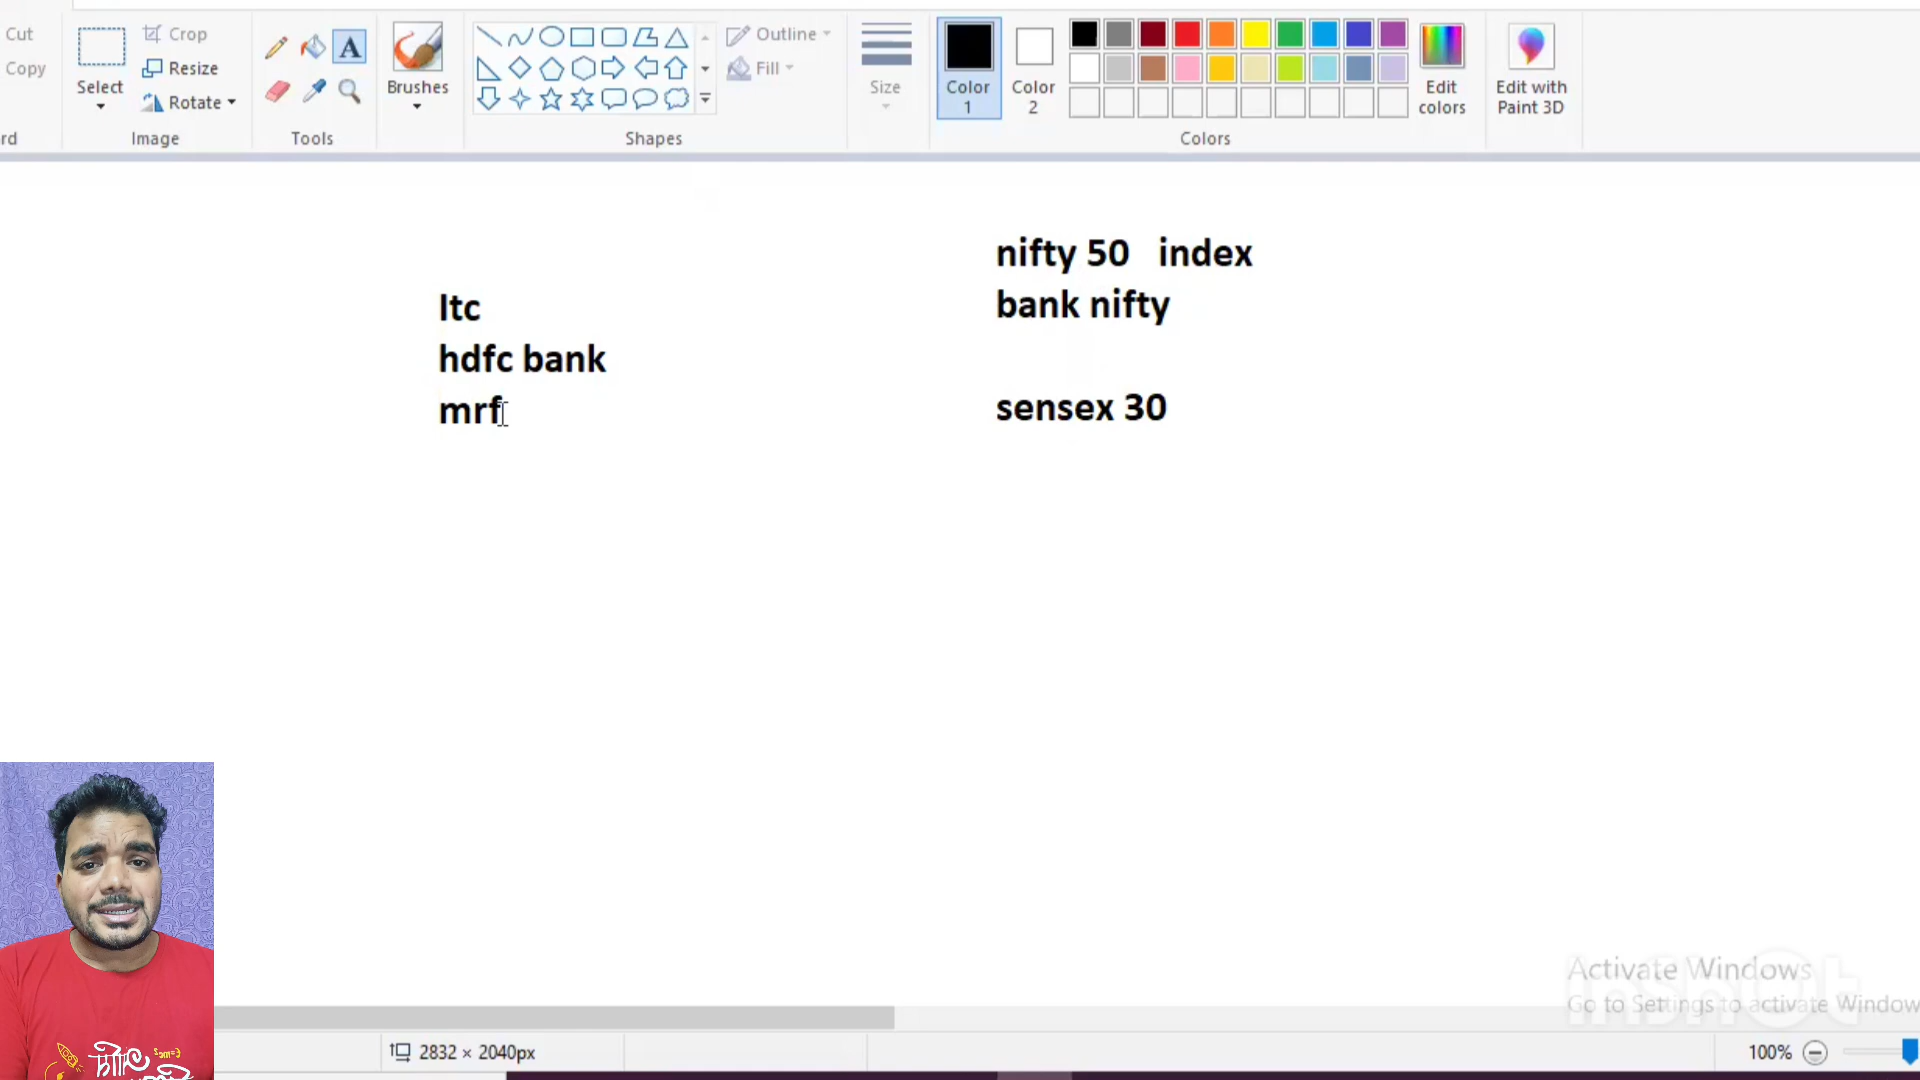 Cut
Copy
rd
Select
Crop
Resize
Rotate
Image
A
Tools
Brushes
Shapes
Outline
Fill
Size
Color 1
Color 2
Colors
Edit colors
Edit with Paint 3D
nifty 50 index
bank nifty
sensex 30
Itc
hdfc bank
mrf
Activate Windows
Go to Settings to activate Window
InShOt
2832 × 2040px
100%